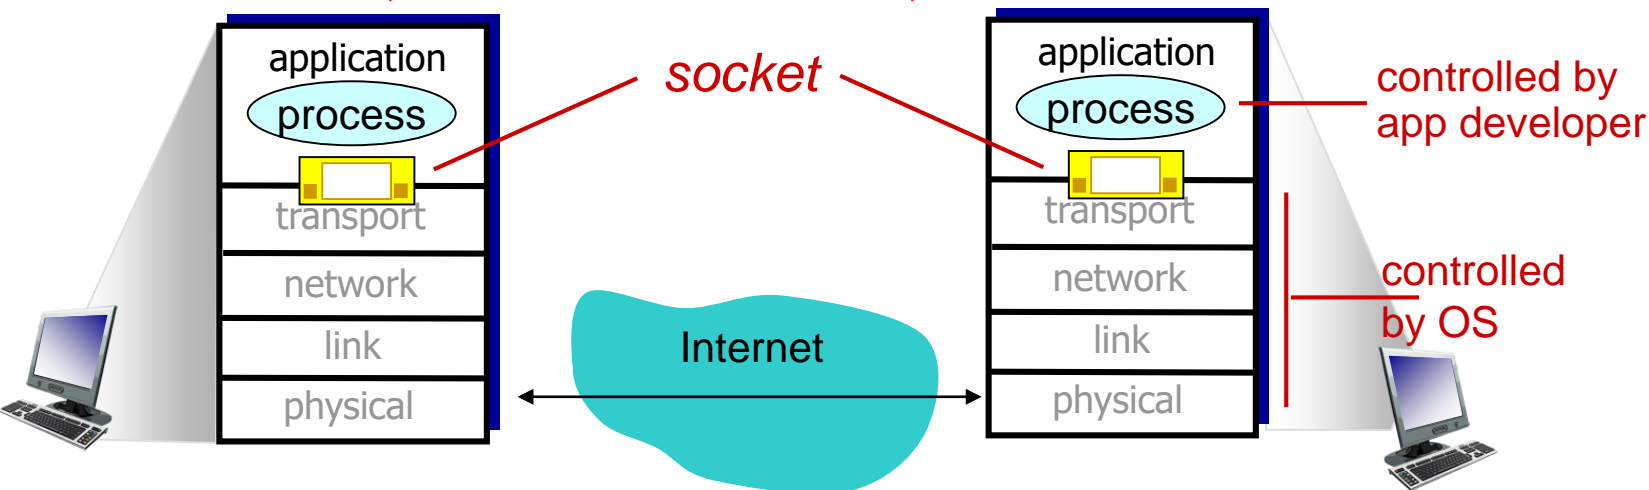 application
process
transport
network
link
physical
socket
Internet
application
process
transport
network
link
physical
controlled by
app developer
controlled
by OS